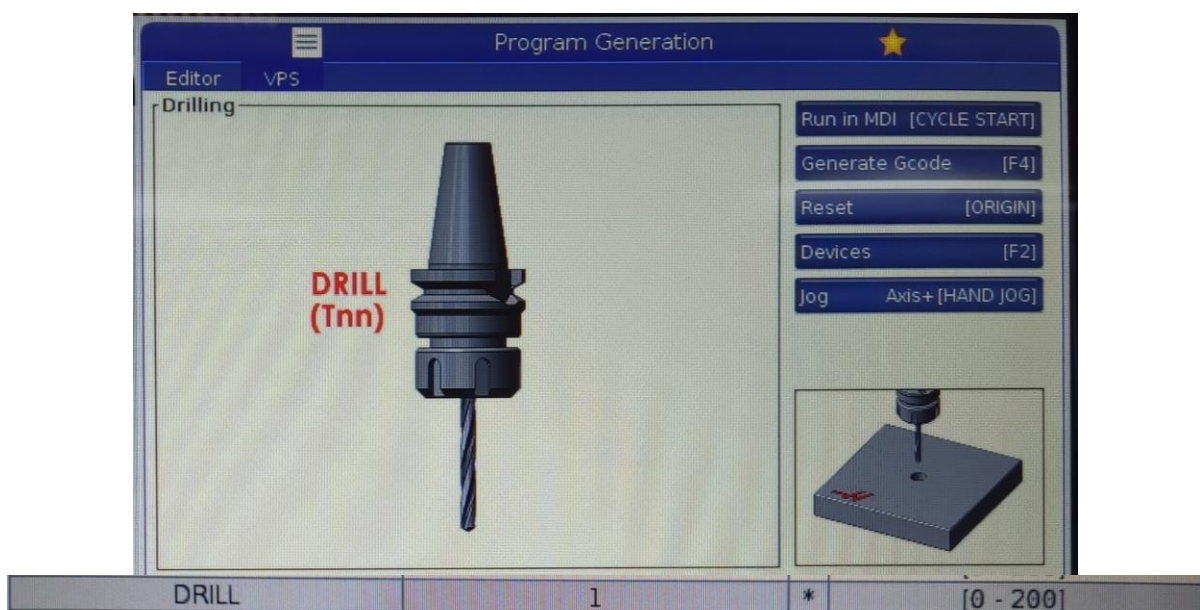 Program Generation
Editor VPS
Drilling
DRILL
(Tnn)
Run in MDI [CYCLE START]
Generate Gcode [F4]
Reset [ORIGIN]
Devices [F2]
Jog Axis+[HAND JOG]
DRILL 1 * [0 - 200]